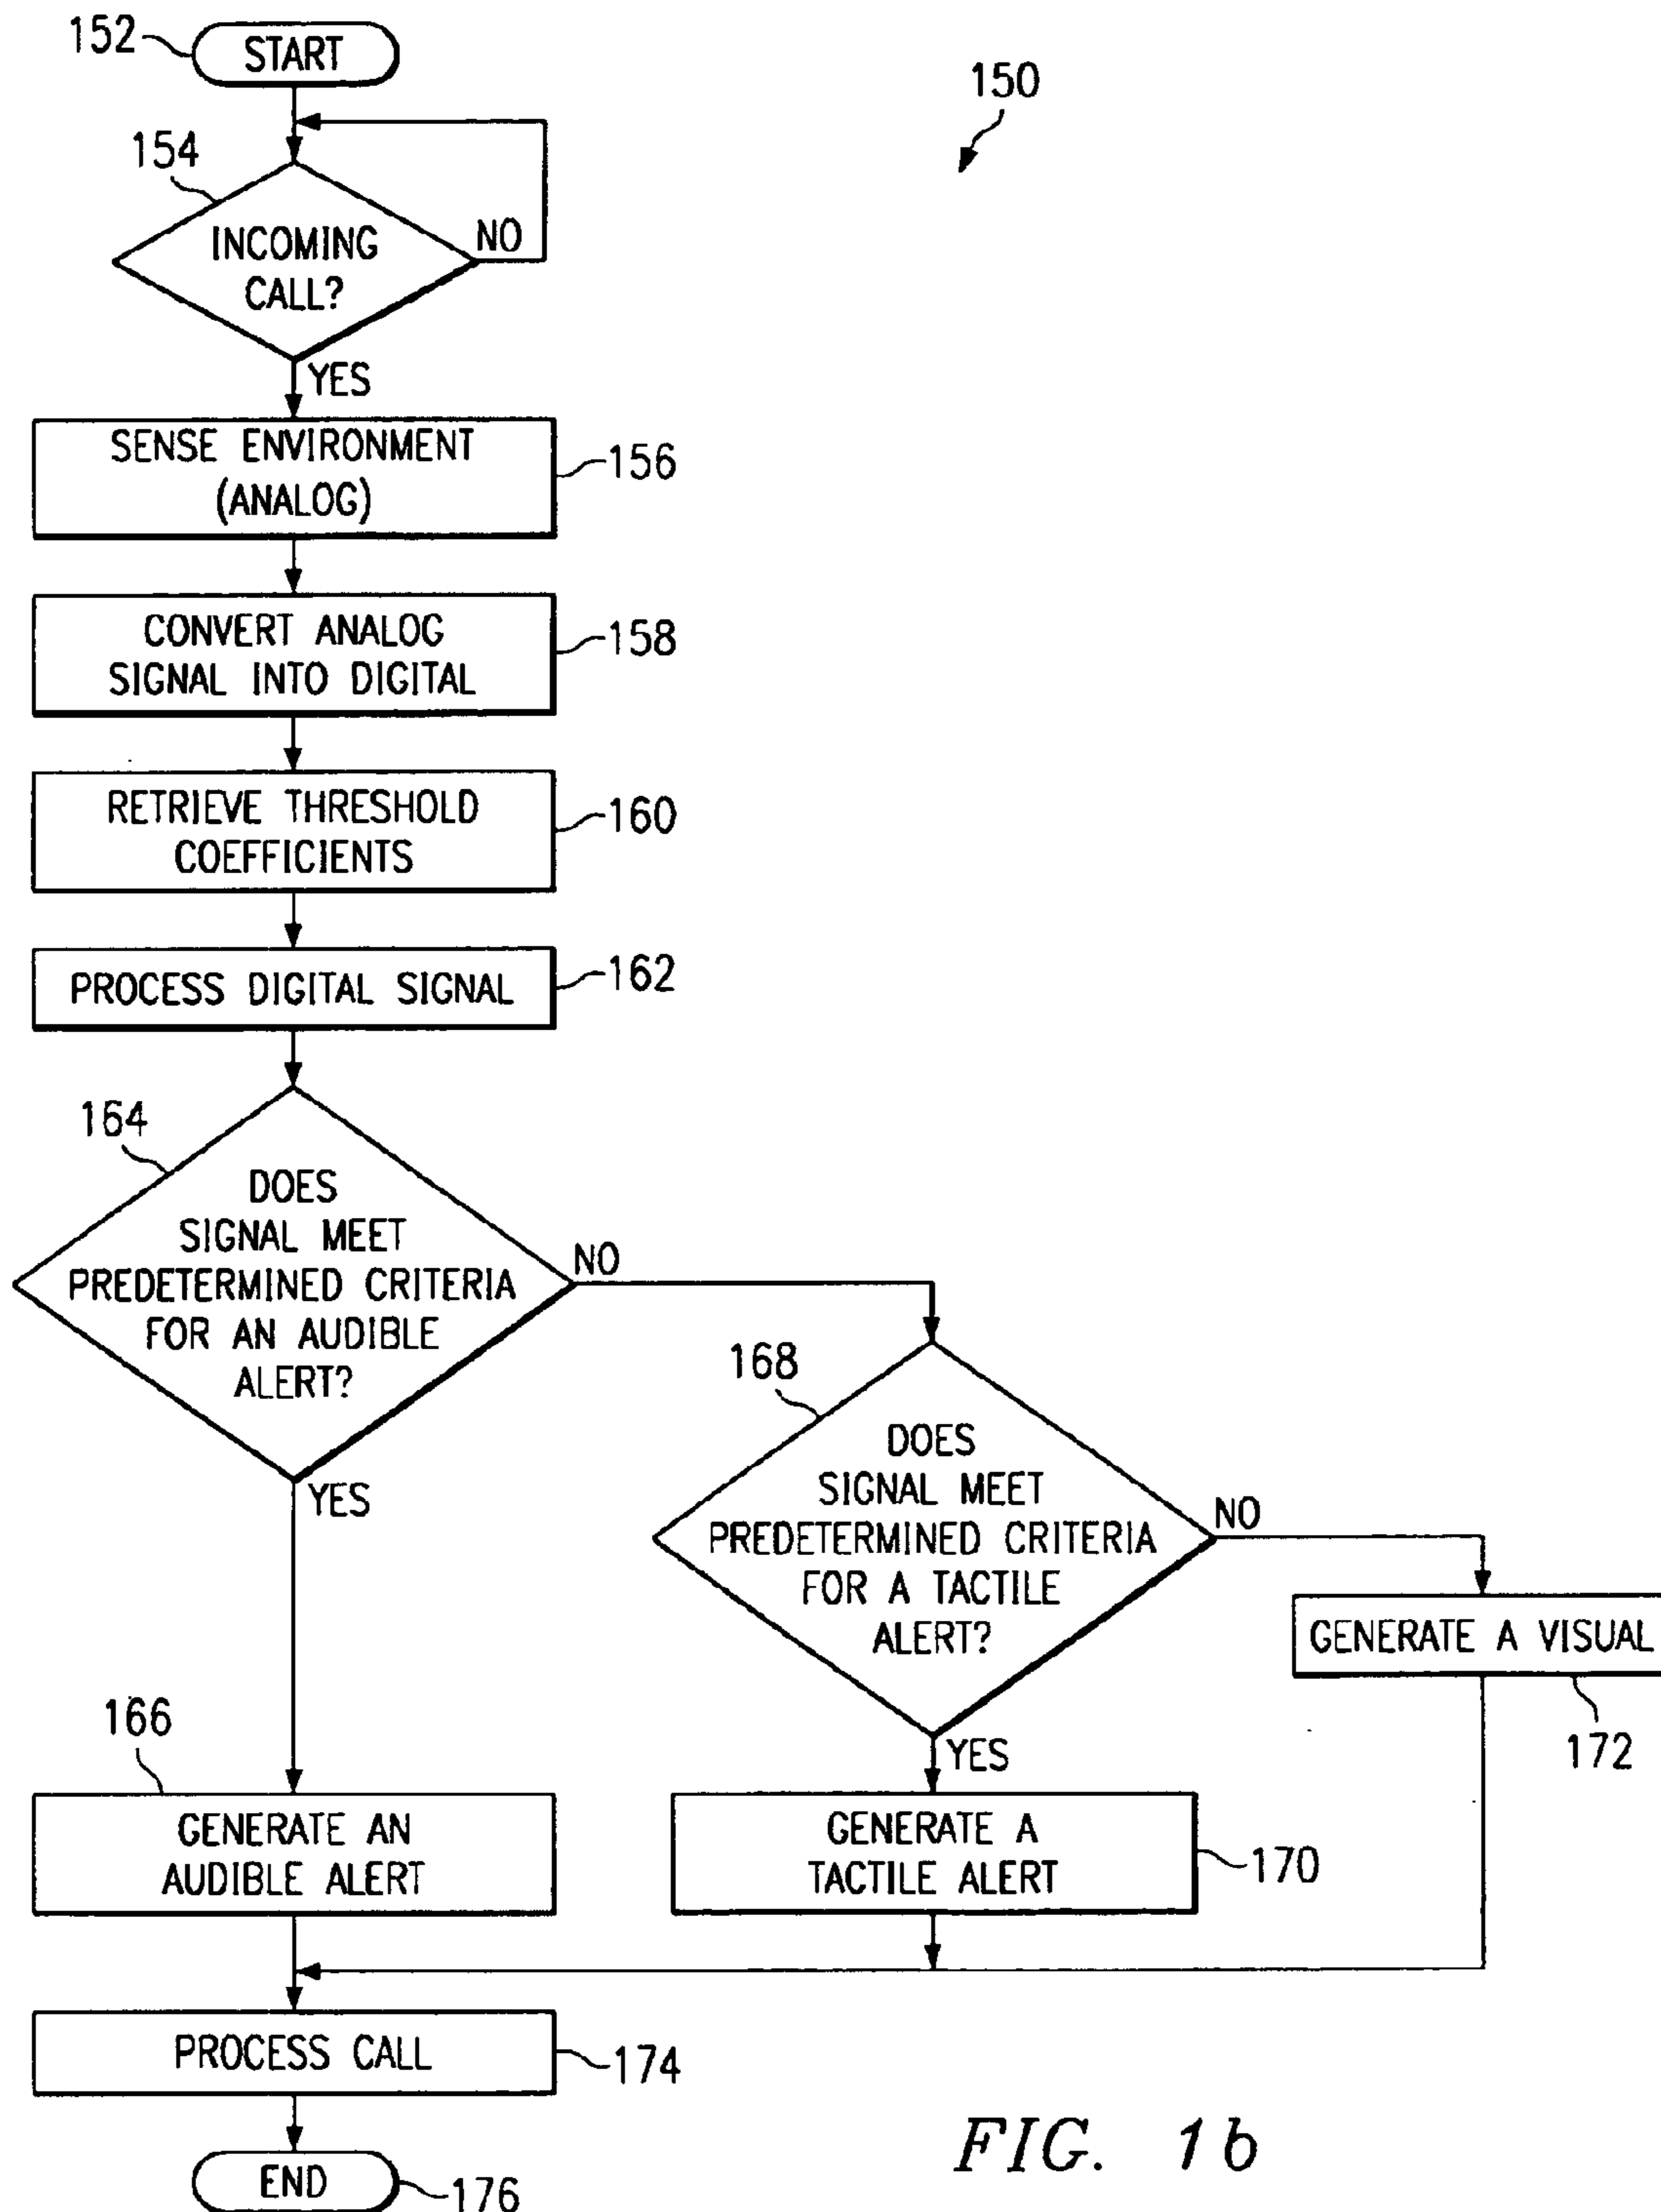 152
START
150
154
INCOMING
CALL?
NO
YES
SENSE ENVIRONMENT
(ANALOG)
156
CONVERT ANALOG
SIGNAL INTO DIGITAL
158
RETRIEVE THRESHOLD
COEFFICIENTS
160
PROCESS DIGITAL SIGNAL
162
164
DOES
SIGNAL MEET
PREDETERMINED CRITERIA
FOR AN AUDIBLE
ALERT?
NO
YES
168
DOES
SIGNAL MEET
PREDETERMINED CRITERIA
FOR A TACTILE
ALERT?
NO
YES
GENERATE A VISUAL
172
166
GENERATE AN
AUDIBLE ALERT
GENERATE A
TACTILE ALERT
170
PROCESS CALL
174
END
176
FIG. 1b